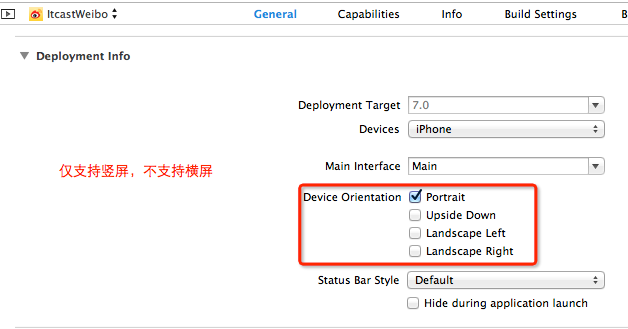 ItcastWeibo General Capabilities Info Build Settings B
Deployment Info
Deployment Target 7.0
Devices iPhone
仅支持竖屏，不支持横屏
Main Interface Main
Device Orientation Portrait
Upside Down
Landscape Left
Landscape Right
Status Bar Style Default
Hide during application launch